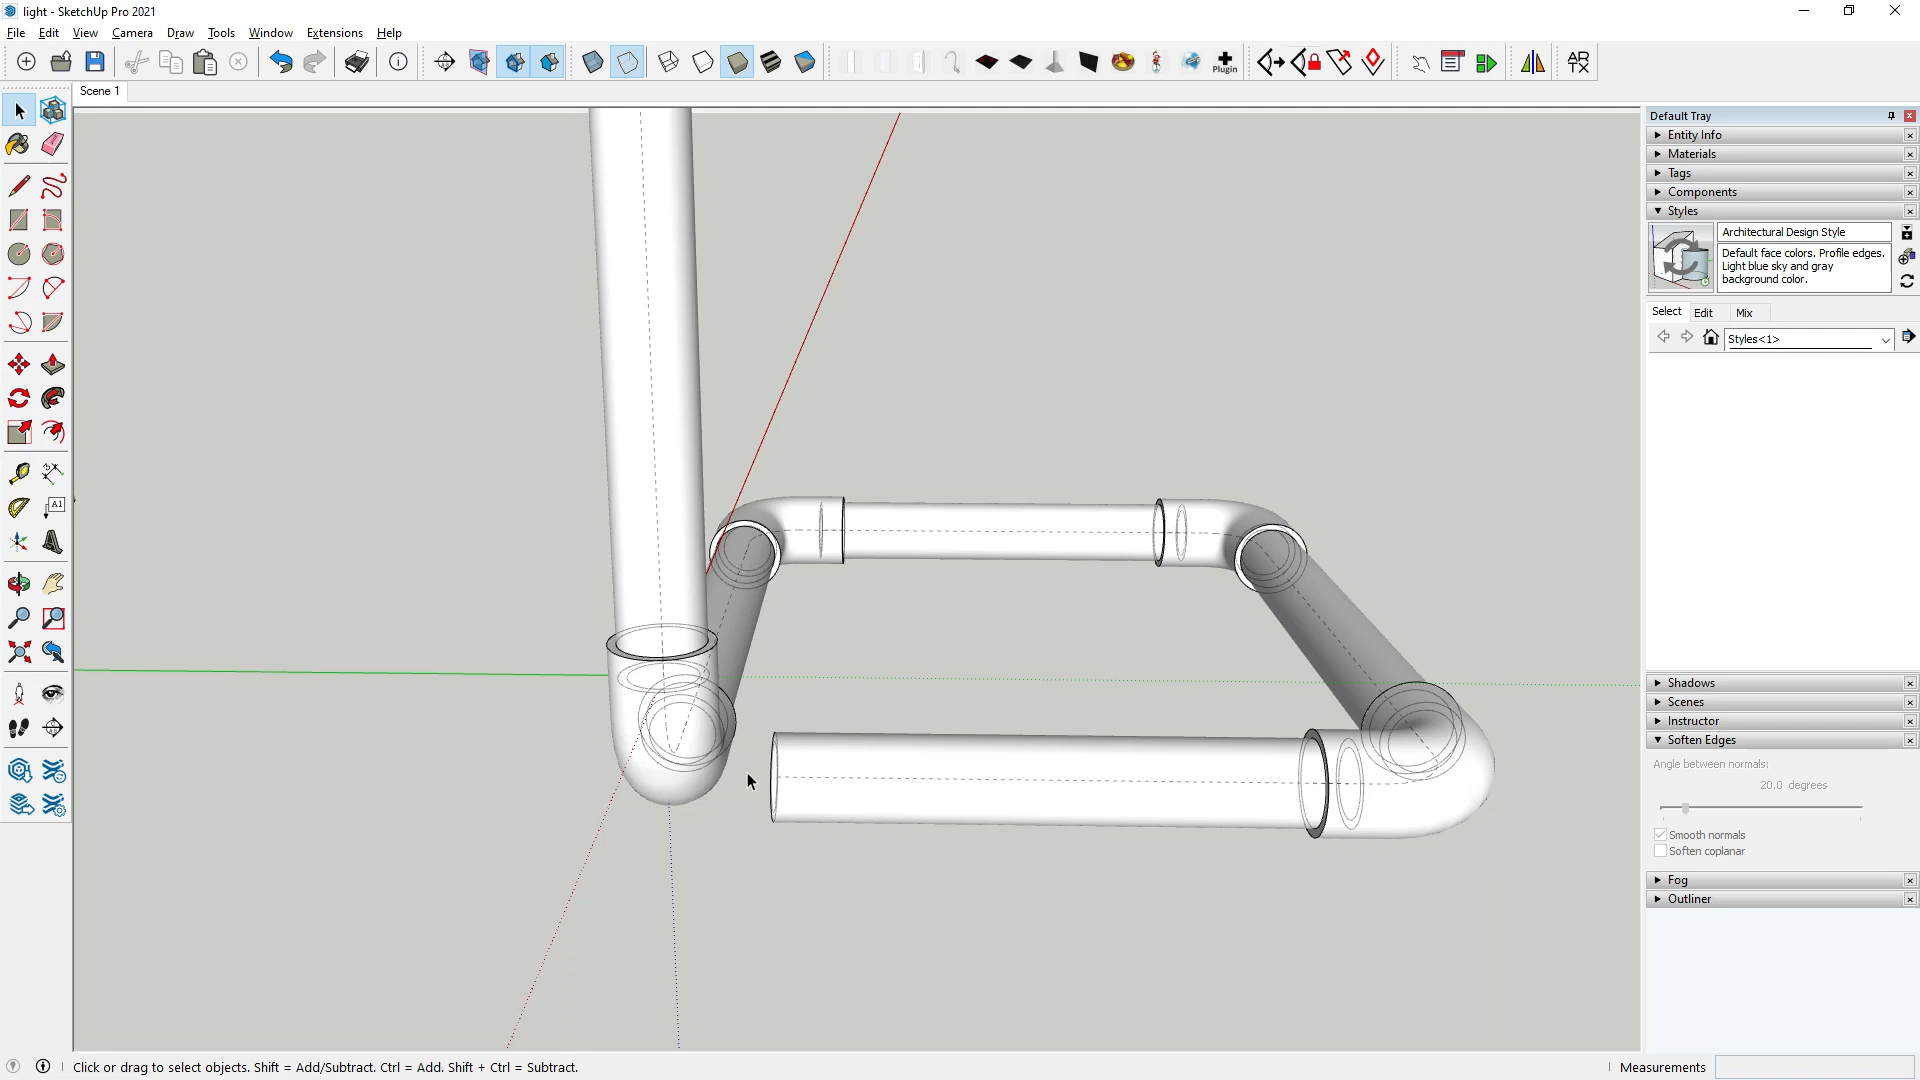 light - SketchUp Pro 2021
File Edit View Camera Draw Tools Window Extensions Help
Plugin
AR
TX
Scene 1
A1
Default Tray
Entity Info
Materials
Tags
Components
Styles
Architectural Design Style
Default face colors. Profile edges.
Light blue sky and gray
background color.
Select Edit Mix
Styles<1>
Shadows
Scenes
Instructor
Soften Edges
Angle between normals:
20.0 degrees
Smooth normals
Soften coplanar
Fog
Outliner
Click or drag to select objects. Shift = Add/Subtract. Ctrl = Add. Shift + Ctrl = Subtract.
Measurements